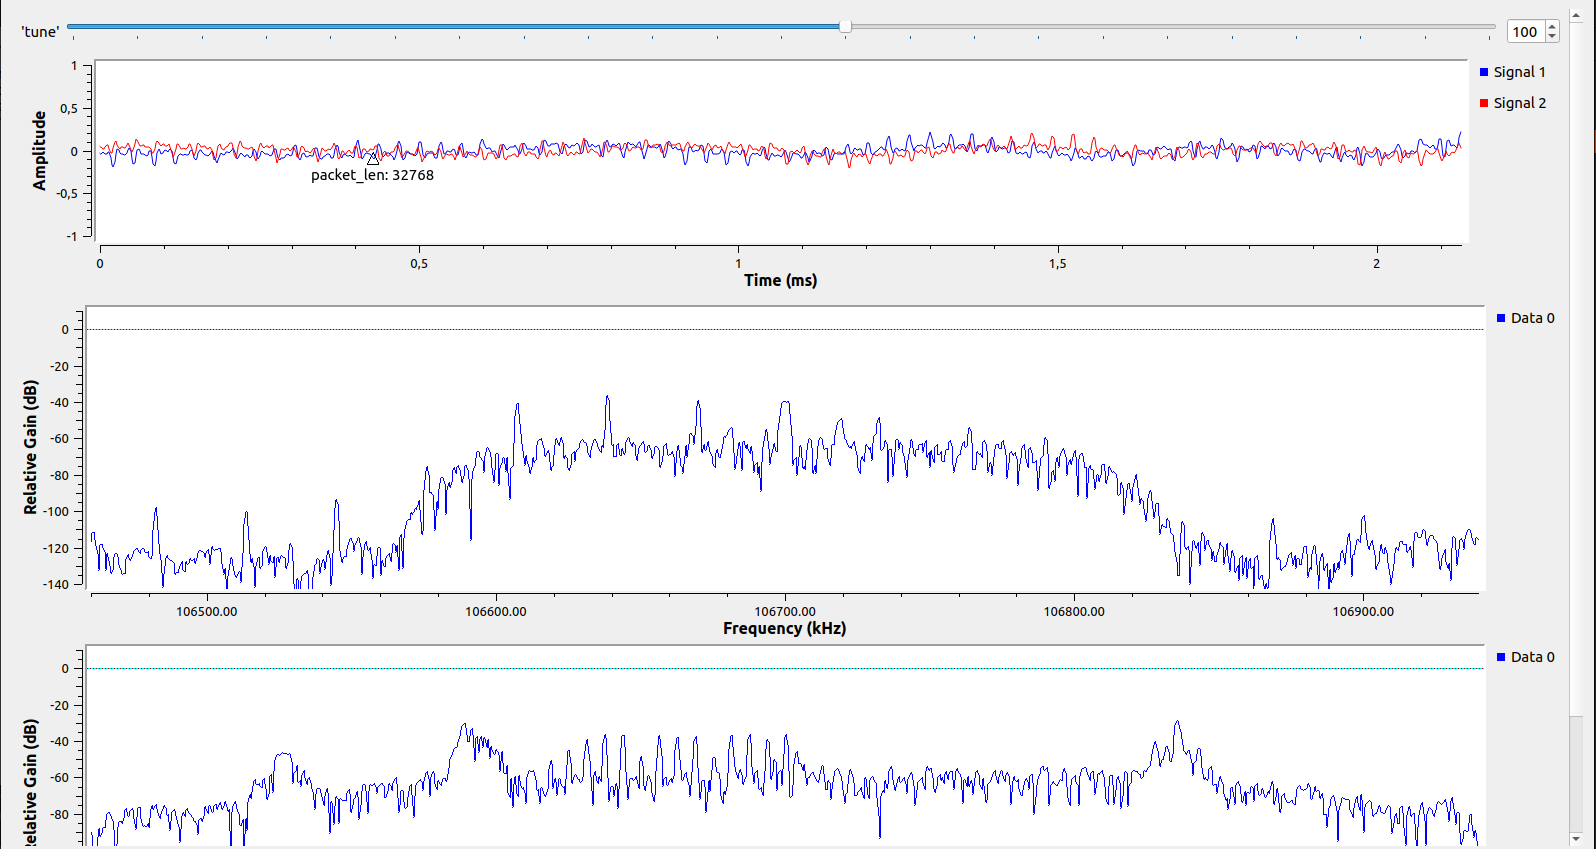 'tune'
100
1
0,5
0
-0,5
-1
Amplitude
packet_len: 32768
Signal 1
Signal 2
0
0,5
1
1,5
2
Time (ms)
0
-20
-40
-60
-80
-100
-120
-140
Relative Gain (dB)
Data 0
106500.00
106600.00
106700.00
106800.00
106900.00
Frequency (kHz)
0
-20
-40
-60
-80
Relative Gain (dB)
Data 0